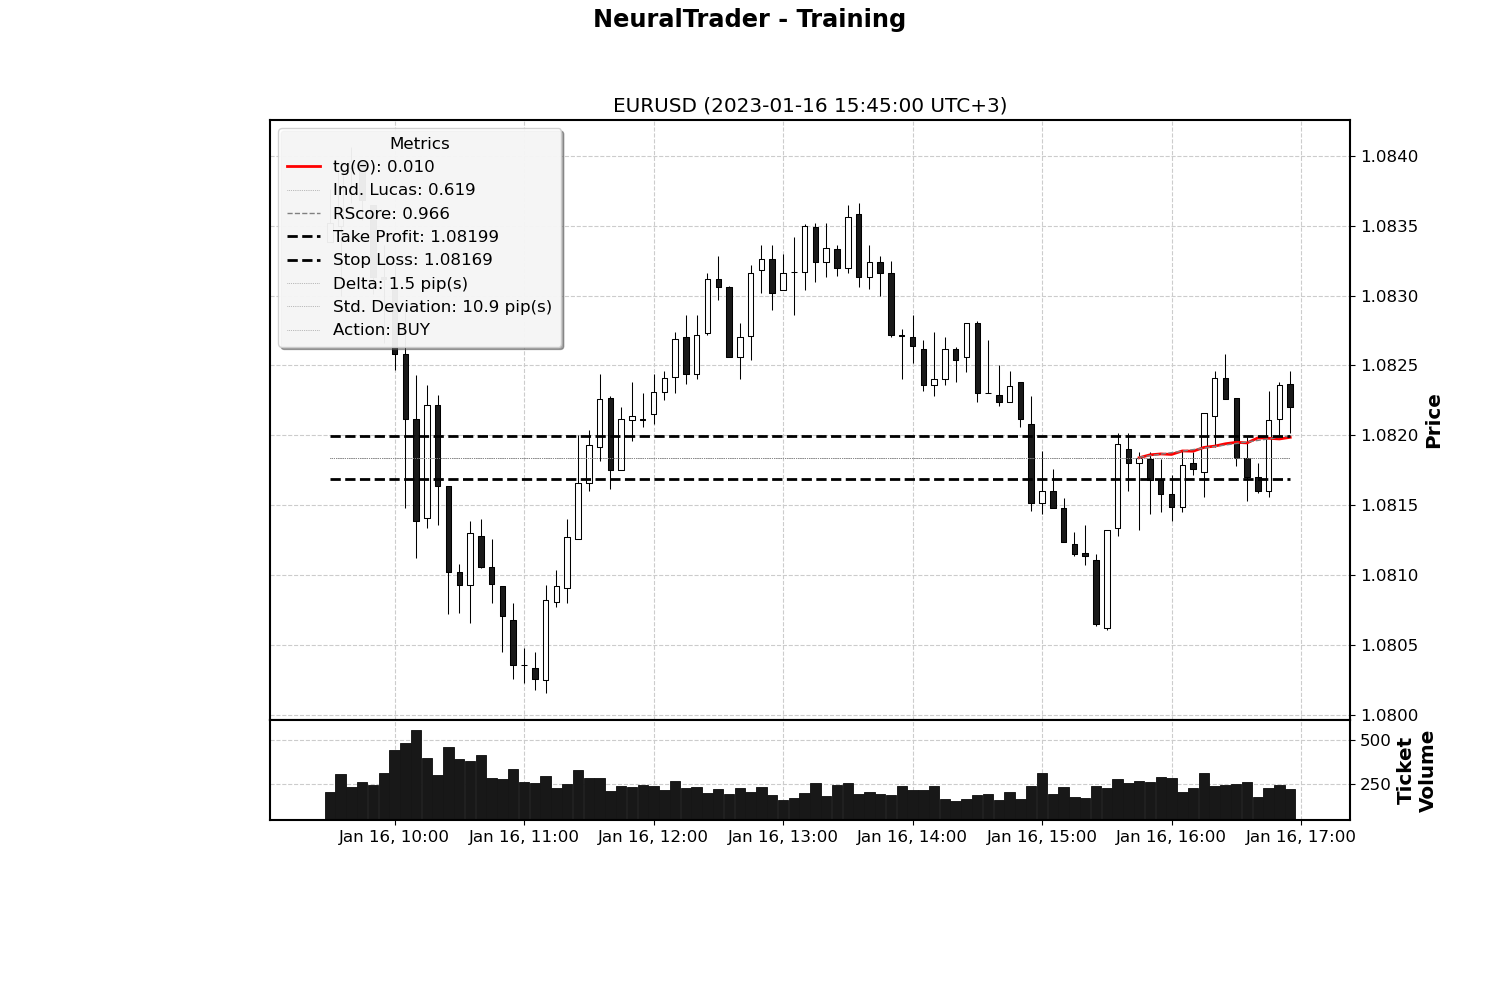 NeuralTrader - Training
EURUSD (2023-01-16 15:45:00 UTC+3)
Metrics
tg(Θ): 0.010
Ind. Lucas: 0.619
RScore: 0.966
Take Profit: 1.08199
Stop Loss: 1.08169
Delta: 1.5 pip(s)
Std. Deviation: 10.9 pip(s)
Action: BUY
1.0840
1.0835
1.0830
1.0825
1.0820
1.0815
1.0810
1.0805
1.0800
Price
500
250
Ticket
Volume
Jan 16, 10:00
Jan 16, 11:00
Jan 16, 12:00
Jan 16, 13:00
Jan 16, 14:00
Jan 16, 15:00
Jan 16, 16:00
Jan 16, 17:00